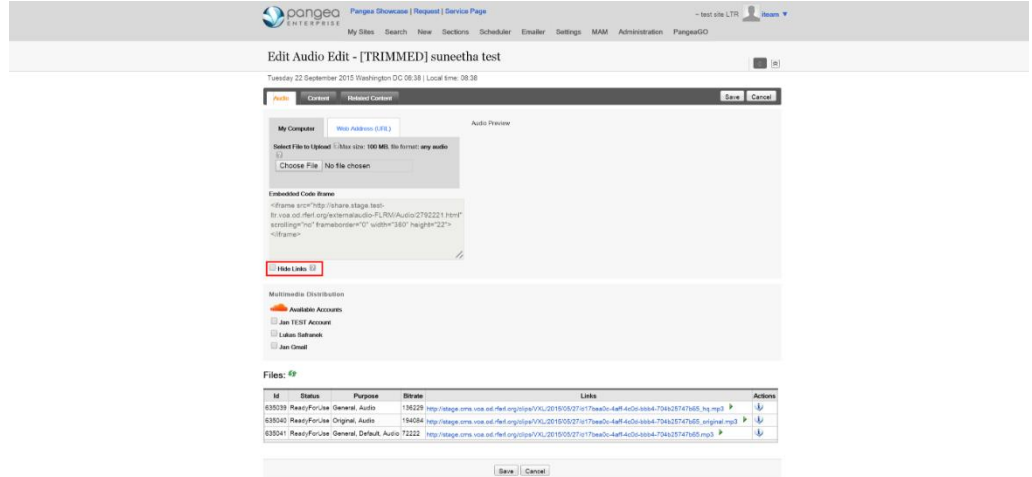 pangea
ENTERPRISE
Pangea Showcase | Request | Service Page
~ test site LTR
iteam ▼
My Sites Search New Sections Scheduler Emailer Settings MAM Administration PangeaGO
Edit Audio Edit - [TRIMMED] suneetha test
Tuesday 22 September 2015 Washington DC 08:38 | Local time: 08:38
Audio Content Related Content Save Cancel
My Computer Web Address (URL) Audio Preview
Select File to Upload Max size: 100 MB, file format: any audio
Choose File No file chosen
Embedded Code iframe
<iframe src="http://share.stage.test-
ltr.voa.od.rferl.org/externalaudio-FLRM/Audio/2792221.html"
scrolling="no" frameborder="0" width="380" height="22">
</iframe>
Hide Links
Multimedia Distribution
Available Accounts
Jan TEST Account
Lukas Safranek
Jan Gmail
Files:
Id Status Purpose Bitrate Links Actions
635039 ReadyForUse General, Audio 136229
635040 ReadyForUse Original, Audio 194084
635041 ReadyForUse General, Default, Audio 72222
Save Cancel